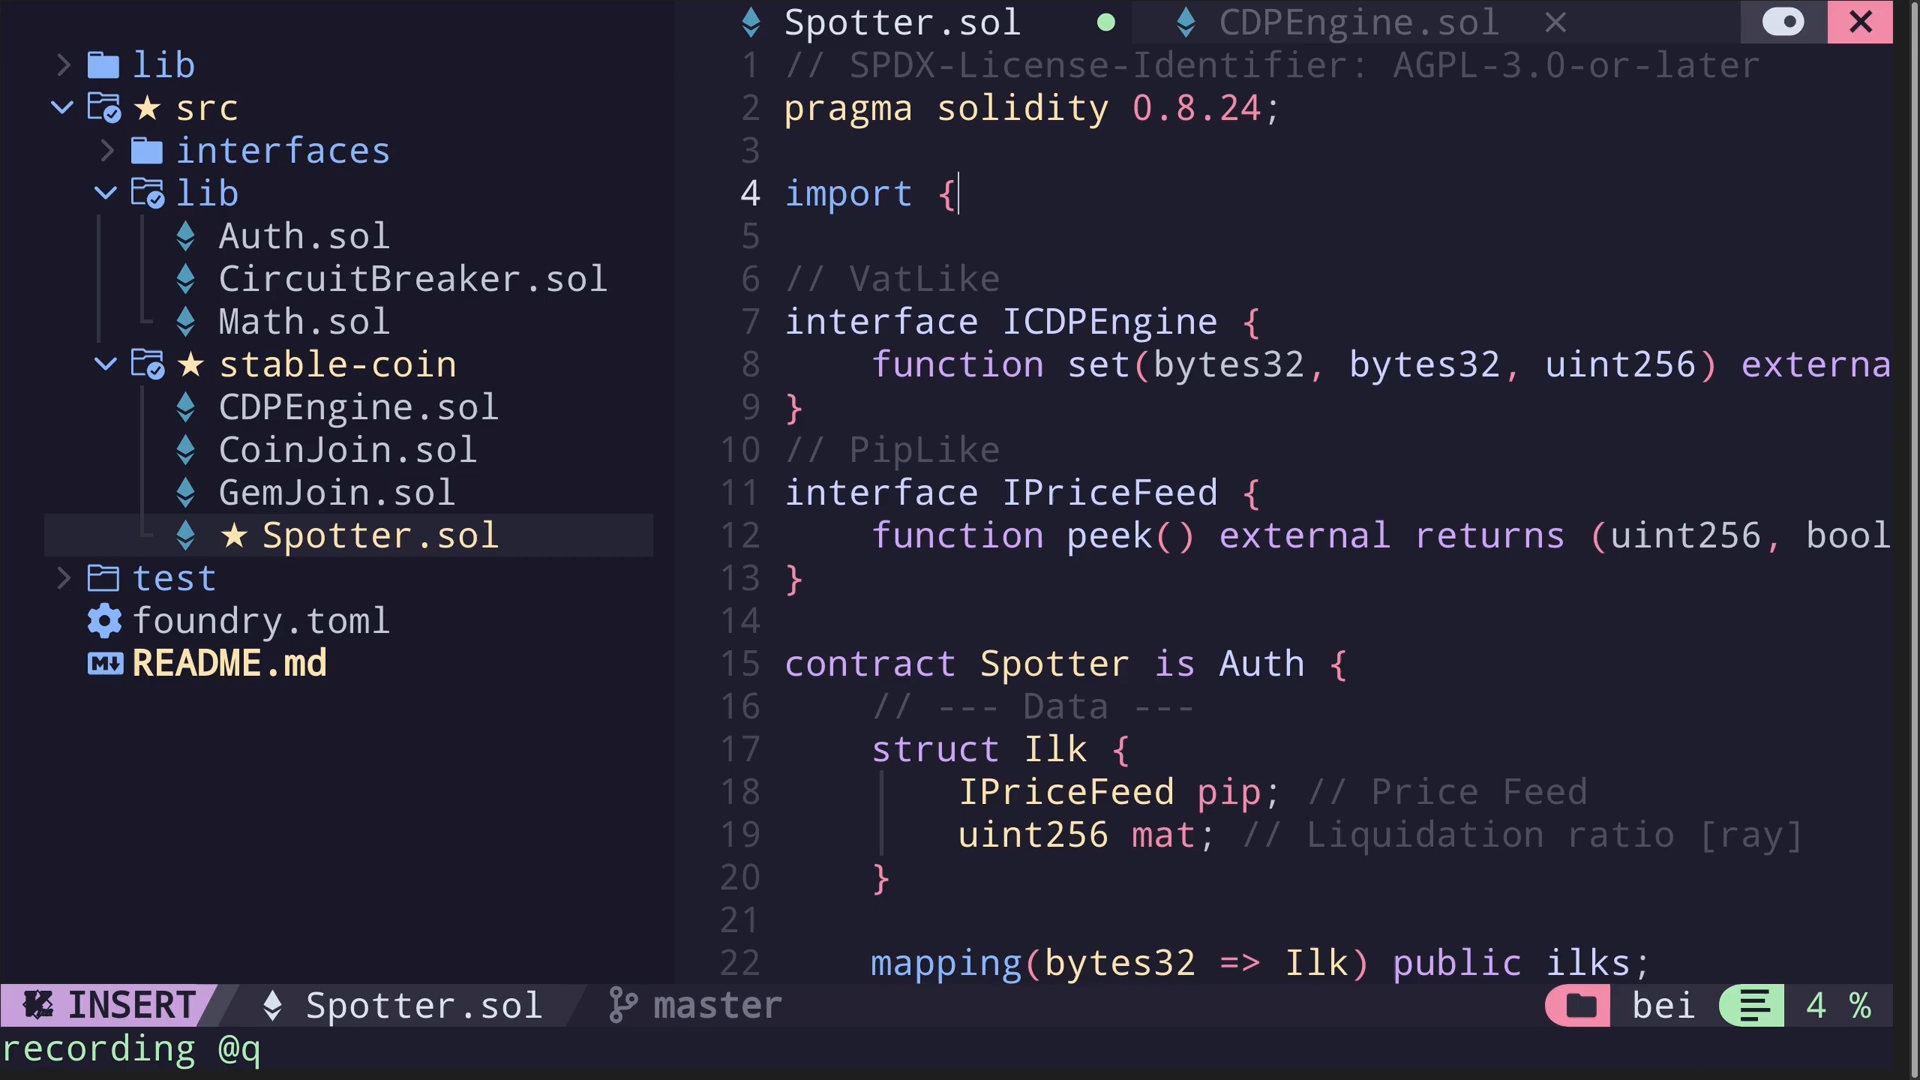 Spotter.sol
CDPEngine.sol
lib
src
interfaces
lib
Auth.sol
CircuitBreaker.sol
Math.sol
stable-coin
CDPEngine.sol
CoinJoin.sol
GemJoin.sol
Spotter.sol
test
foundry.toml
README.md
1 // SPDX-License-Identifier: AGPL-3.0-or-later
2 pragma solidity 0.8.24;
3
4 import {
5
6 // VatLike
7 interface ICDPEngine {
8 function set(bytes32, bytes32, uint256) externa
9 }
10 // PipLike
11 interface IPriceFeed {
12 function peek() external returns (uint256, bool
13 }
14
15 contract Spotter is Auth {
16 // --- Data ---
17 struct Ilk {
18 IPriceFeed pip; // Price Feed
19 uint256 mat; // Liquidation ratio [ray]
20 }
21
22 mapping(bytes32 => Ilk) public ilks;
INSERT Spotter.sol master bei 4 %
recording @q